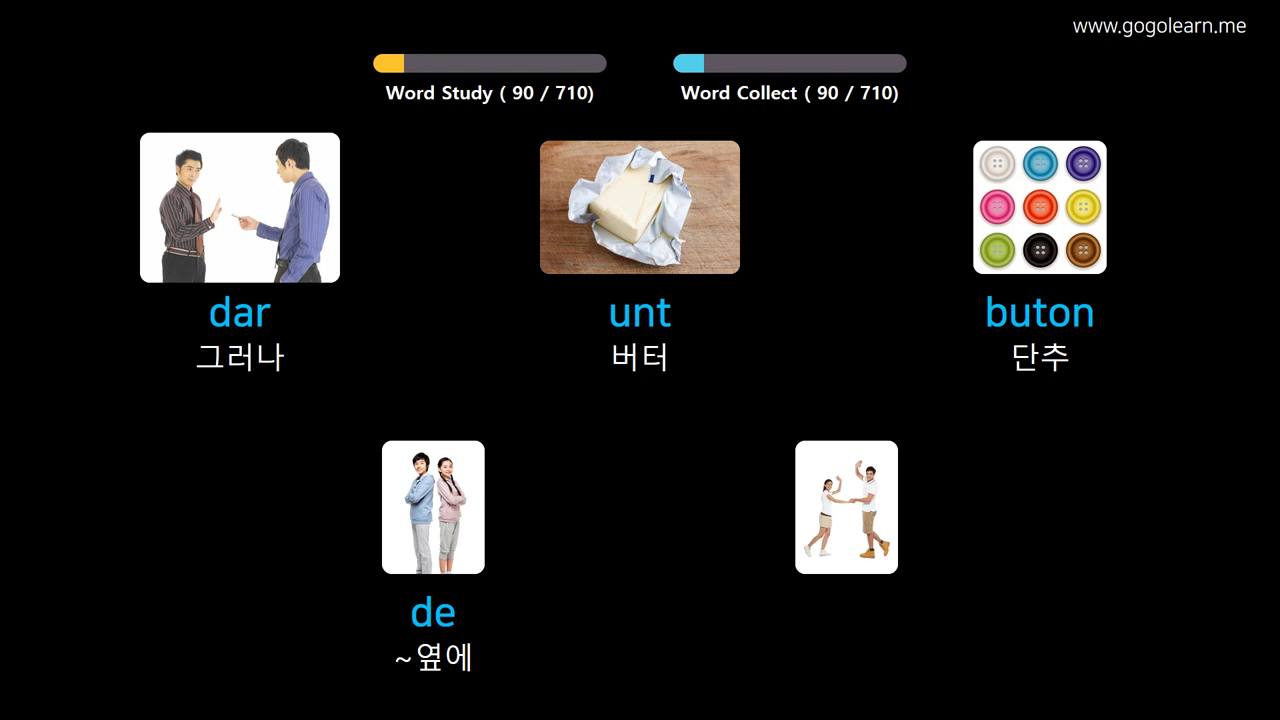 www.gogolearn.me
Word Study ( 90 / 710)
Word Collect ( 90 / 710)
dar
그러나
unt
버터
buton
단추
de
~옆에